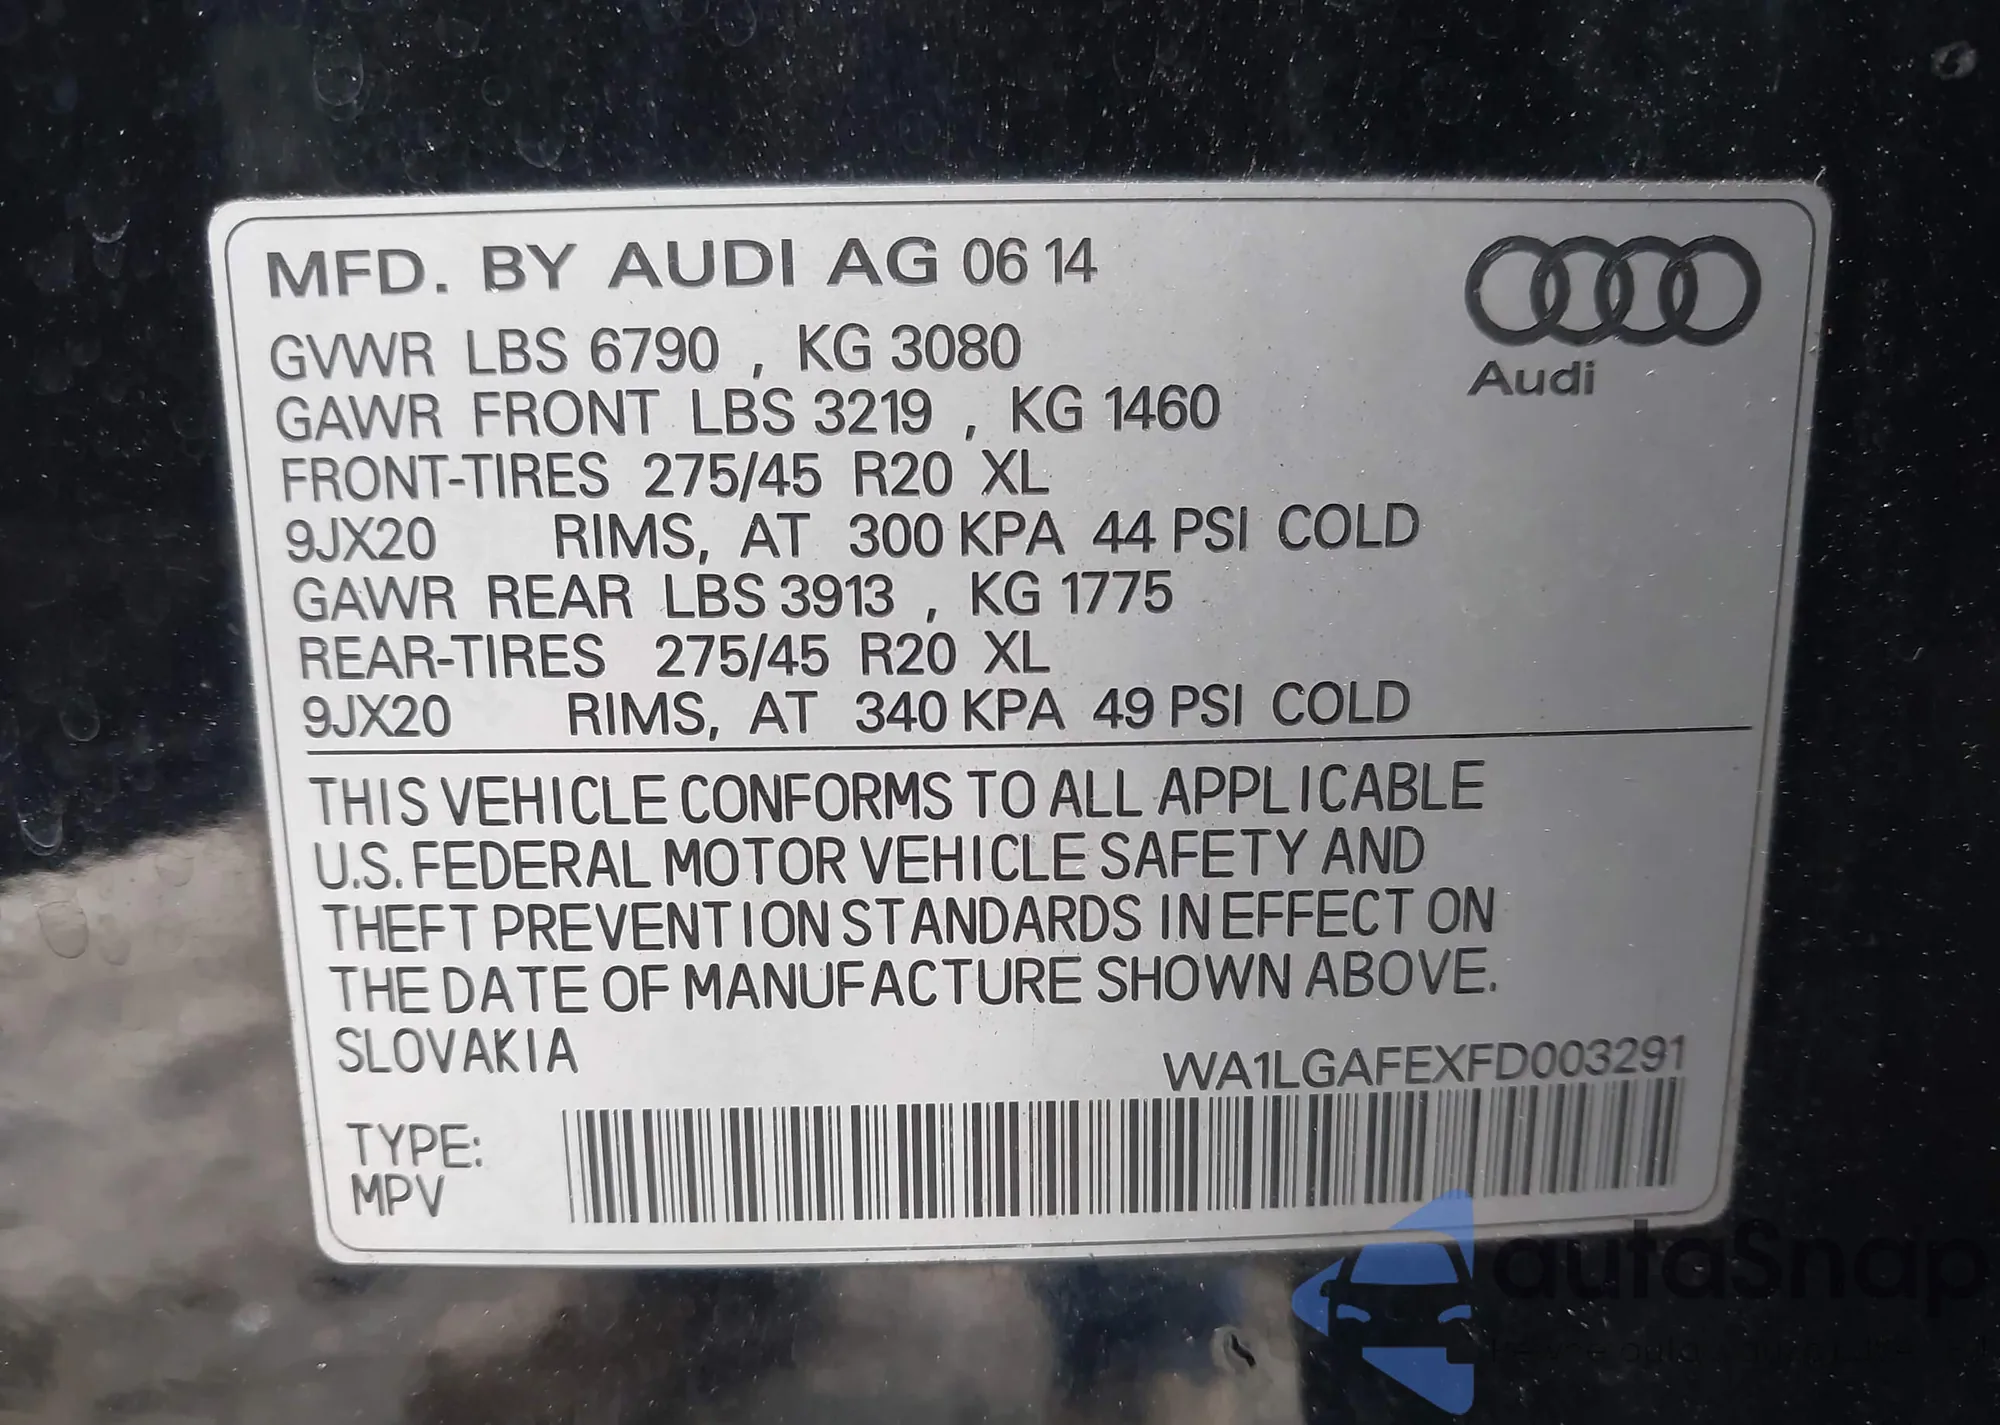 MFD. BY AUDI AG 06 14
Audi
GVWR LBS 6790 , KG 3080
GAWR FRONT LBS 3219 , KG 1460
FRONT-TIRES 275/45 R20 XL
9JX20 RIMS, AT 300 KPA 44 PSI COLD
GAWR REAR LBS 3913 , KG 1775
REAR-TIRES 275/45 R20 XL
9JX20 RIMS, AT 340 KPA 49 PSI COLD
THIS VEHICLE CONFORMS TO ALL APPLICABLE
U.S. FEDERAL MOTOR VEHICLE SAFETY AND
THEFT PREVENTION STANDARDS IN EFFECT ON
THE DATE OF MANUFACTURE SHOWN ABOVE.
SLOVAKIA
WA1LGAFEXFD003291
TYPE:
MPV
autoSnap